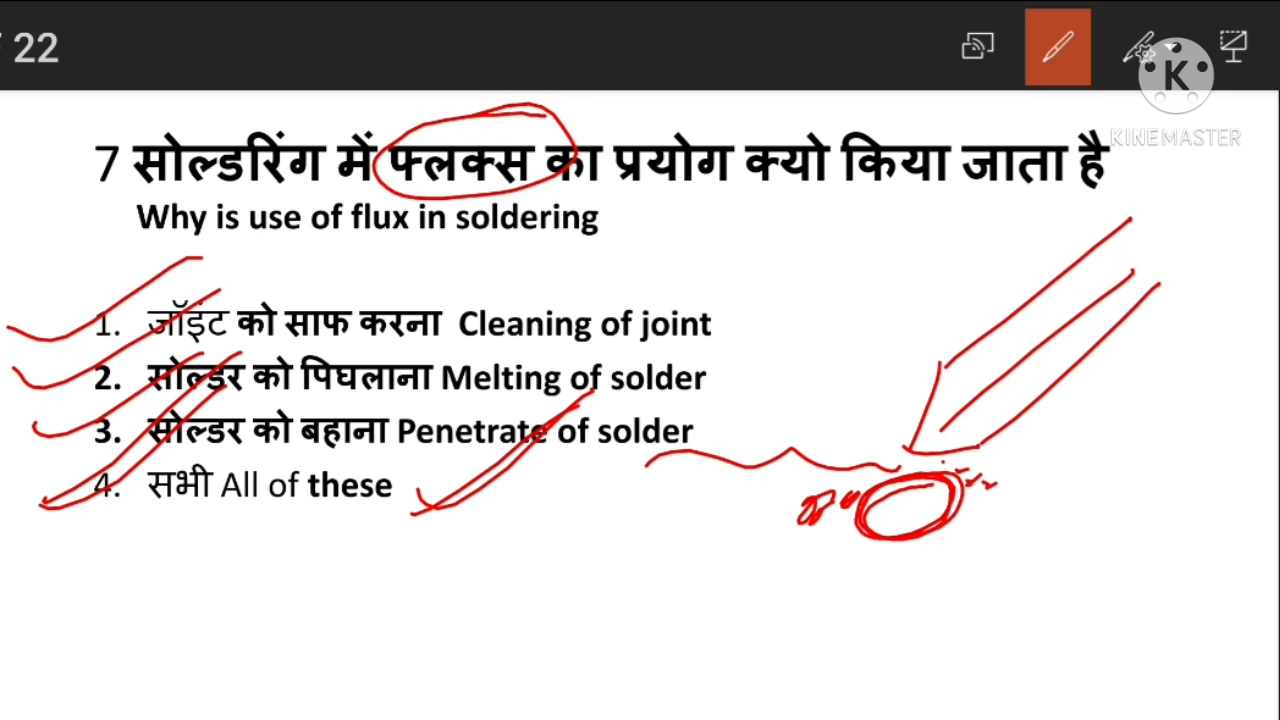 22
K
KINEMASTER
7 सोल्डरिंग में फ्लक्स का प्रयोग क्यो किया जाता है
Why is use of flux in soldering
1. जॉइंट को साफ करना Cleaning of joint
2. सोल्डर को पिघलाना Melting of solder
3. सोल्डर को बहाना Penetrate of solder
4. सभी All of these